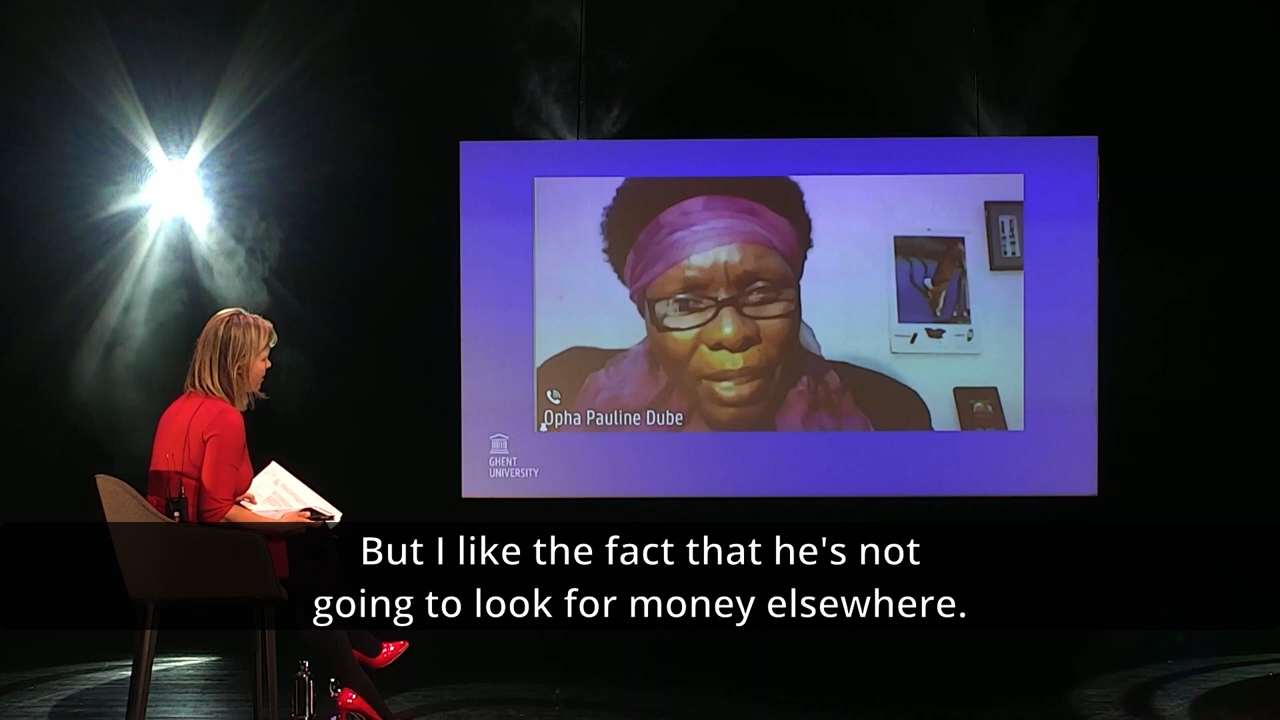 Opha Pauline Dube
GHENT
UNIVERSITY
But I like the fact that he's not
going to look for money elsewhere.